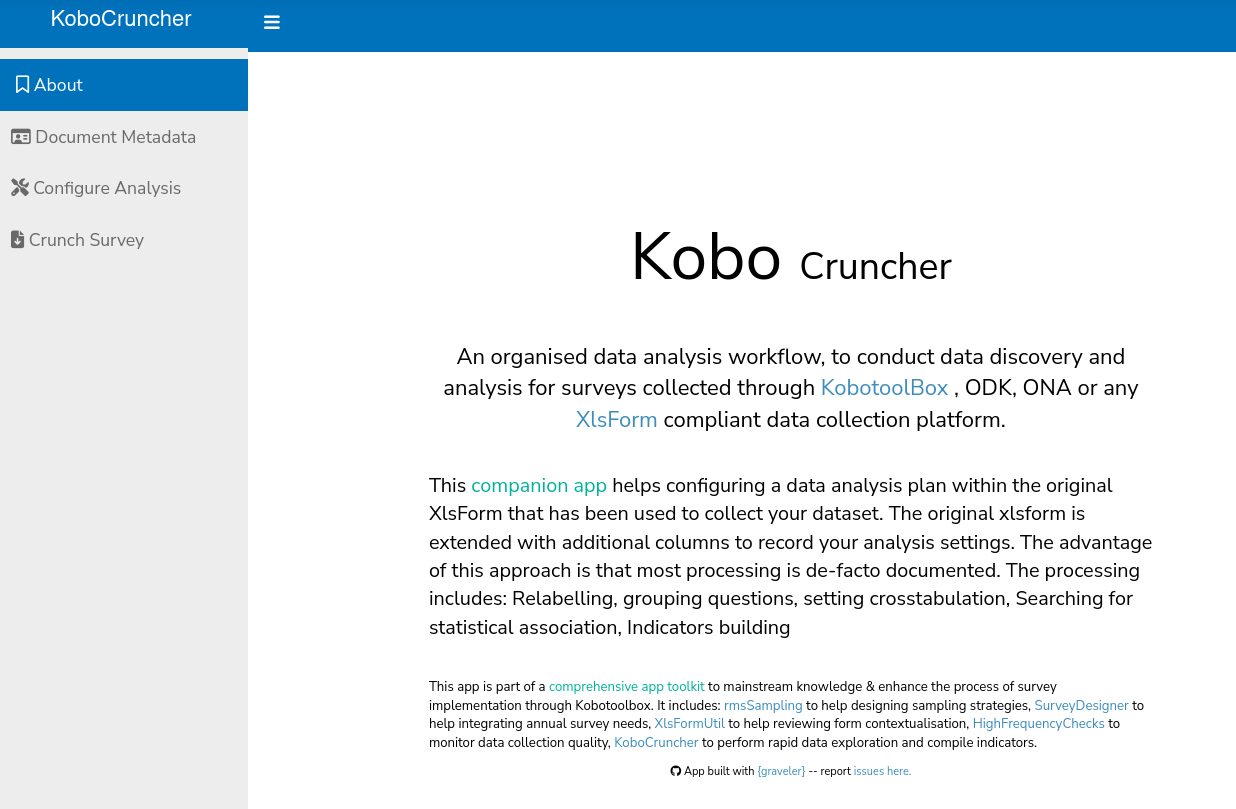 KoboCruncher
About
Document Metadata
Configure Analysis
Crunch Survey
Kobo Cruncher
An organised data analysis workflow, to conduct data discovery and
analysis for surveys collected through KobotoolBox , ODK, ONA or any
XlsForm compliant data collection platform.
This companion app helps configuring a data analysis plan within the original
XlsForm that has been used to collect your dataset. The original xlsform is
extended with additional columns to record your analysis settings. The advantage
of this approach is that most processing is de-facto documented. The processing
includes: Relabelling, grouping questions, setting crosstabulation, Searching for
statistical association, Indicators building
This app is part of a comprehensive app toolkit to mainstream knowledge & enhance the process of survey
implementation through Kobotoolbox. It includes: rmsSampling to help designing sampling strategies, SurveyDesigner to
help integrating annual survey needs, XlsFormUtil to help reviewing form contextualisation, HighFrequencyChecks to
monitor data collection quality, KoboCruncher to perform rapid data exploration and compile indicators.
App built with {graveler} -- report issues here.